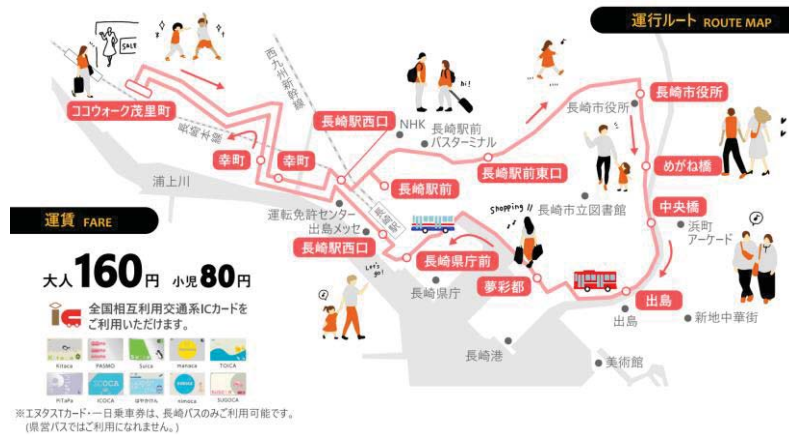 運行ルート ROUTE MAP
SALE
ココウォーク茂里町
長崎本線
西九州新幹線
幸町
幸町
浦上川
長崎駅西口
NHK
長崎駅前
バスターミナル
hi!
長崎駅前
長崎駅前東口
長崎市役所
長崎市役所
めがね橋
中央橋
浜町
アーケード
長崎市立図書館
運転免許センター
出島メッセ
長崎駅
長崎駅西口
Let's
go!
長崎県庁前
長崎県庁
Shopping!!
夢彩都
出島
出島
新地中華街
長崎港
美術館
運賃 FARE
大人160円 小児80円
全国相互利用交通系ICカードを
ご利用いただけます。
Kitaca PASMO Suica manaca TOICA
PiTaPa ICOCA はやかけん nimoca SUGOCA
※エヌタスTカード・一日乗車券は、長崎バスのみご利用可能です。
(県営バスではご利用になれません。)